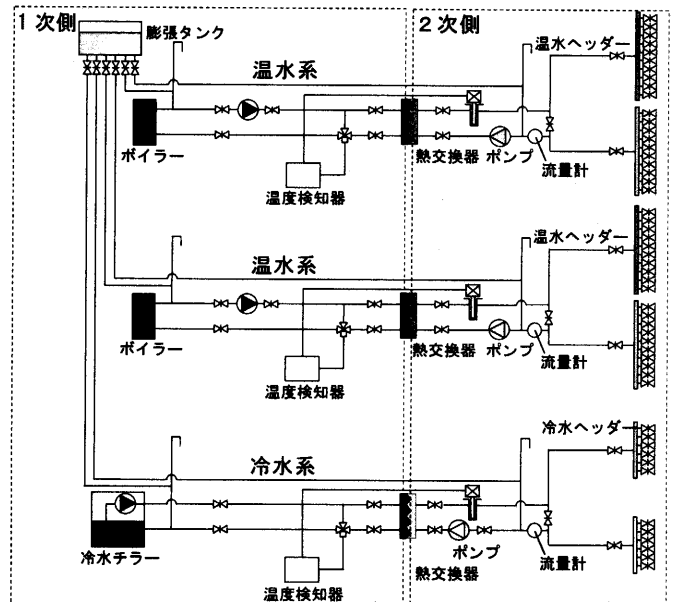 1次側
2次側
膨張タンク
温水ヘッダー
温水系
ボイラー
温度検知器
熱交換器
ポンプ
流量計
温水ヘッダー
温水系
ボイラー
温度検知器
熱交換器
ポンプ
流量計
冷水ヘッダー
冷水系
冷水チラー
温度検知器
熱交換器
ポンプ
流量計